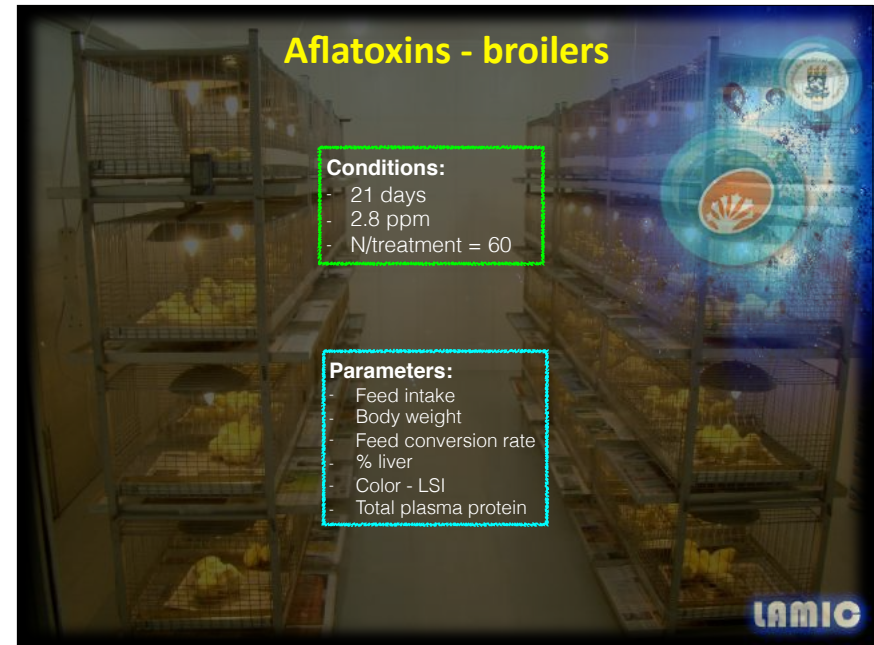 Aflatoxins - broilers
Conditions:
- 21 days
- 2.8 ppm
- N/treatment = 60
Parameters:
- Feed intake
- Body weight
- Feed conversion rate
- % liver
- Color - LSI
- Total plasma protein
LAMIC